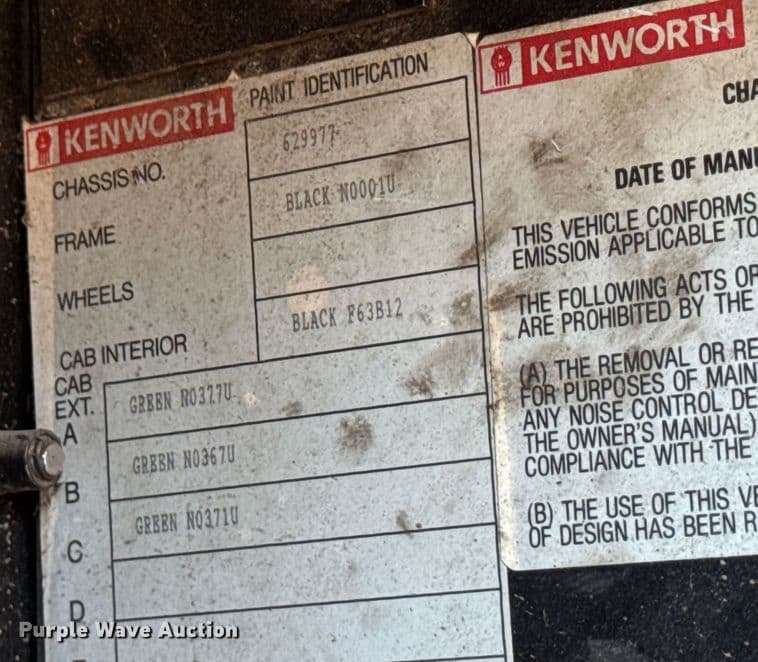 KENWORTH
PAINT IDENTIFICATION
CHASSIS NO.
629977
FRAME
BLACK N0001U
WHEELS
CAB INTERIOR
BLACK F63B12
CAB
EXT.
A
GREEN N0377U
B
GREEN N0367U
C
GREEN N0371U
D
KENWORTH
CHA
DATE OF MANU
THIS VEHICLE CONFORMS
EMISSION APPLICABLE TO
THE FOLLOWING ACTS OR
ARE PROHIBITED BY THE
(A) THE REMOVAL OR RE
FOR PURPOSES OF MAIN
ANY NOISE CONTROL DE
THE OWNER'S MANUAL)
COMPLIANCE WITH THE
(B) THE USE OF THIS VE
OF DESIGN HAS BEEN R
Purple Wave Auction